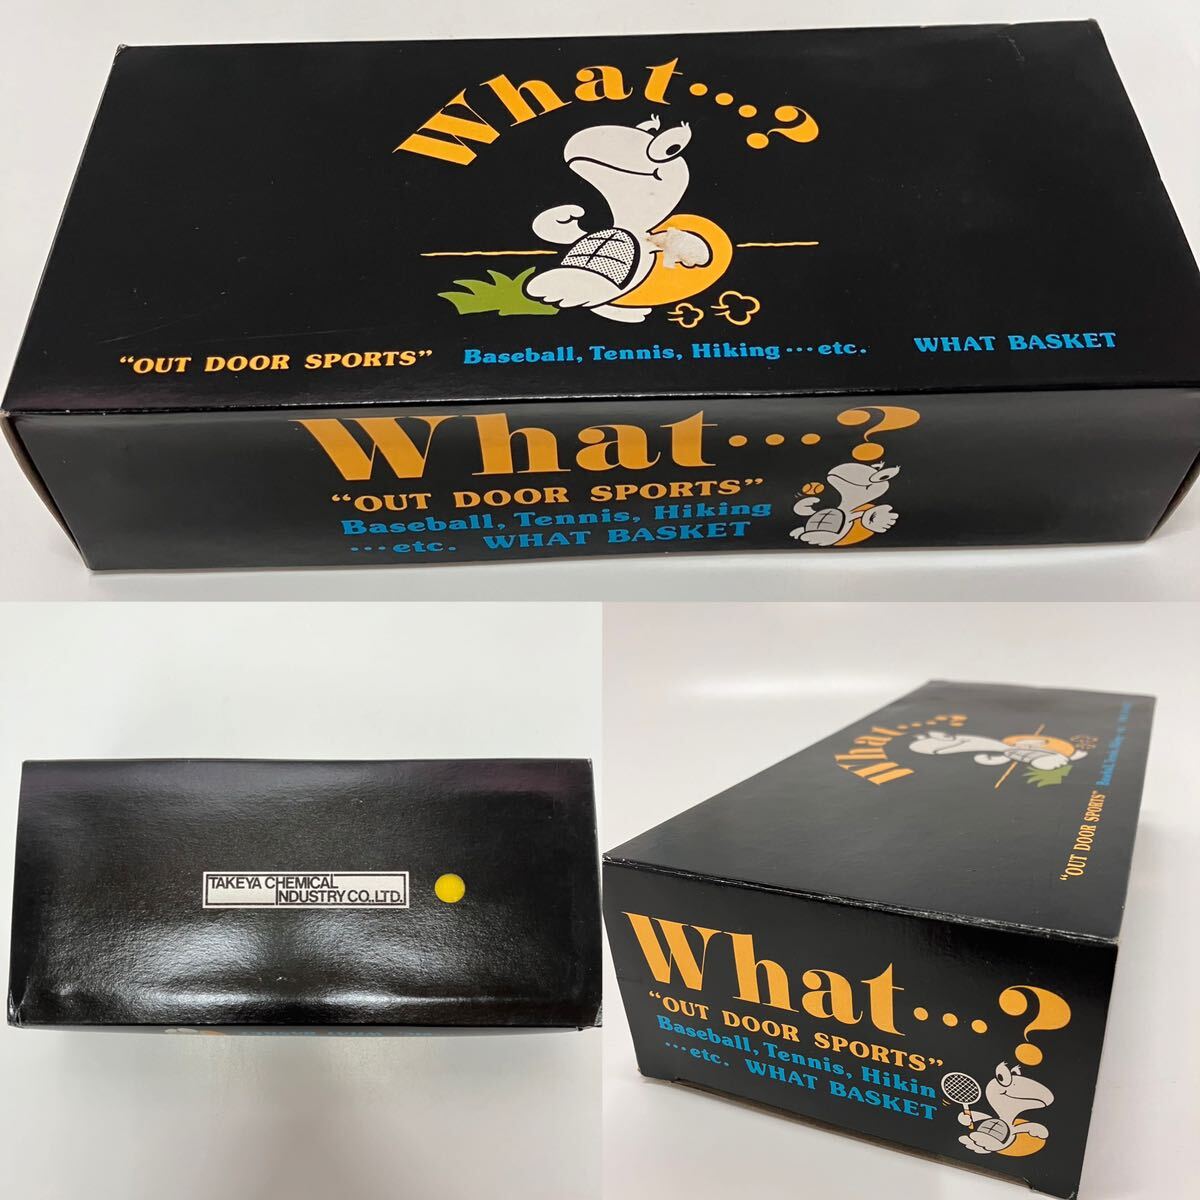 What...?
"OUT DOOR SPORTS" Baseball, Tennis, Hiking...etc. WHAT BASKET
What...?
"OUT DOOR SPORTS"
Baseball, Tennis, Hiking
...etc. WHAT BASKET
TAKEYA CHEMICAL
INDUSTRY CO.,LTD.
What...?
"OUT DOOR SPORTS"
What...?
"OUT DOOR SPORTS"
Baseball, Tennis, Hikin
...etc. WHAT BASKET